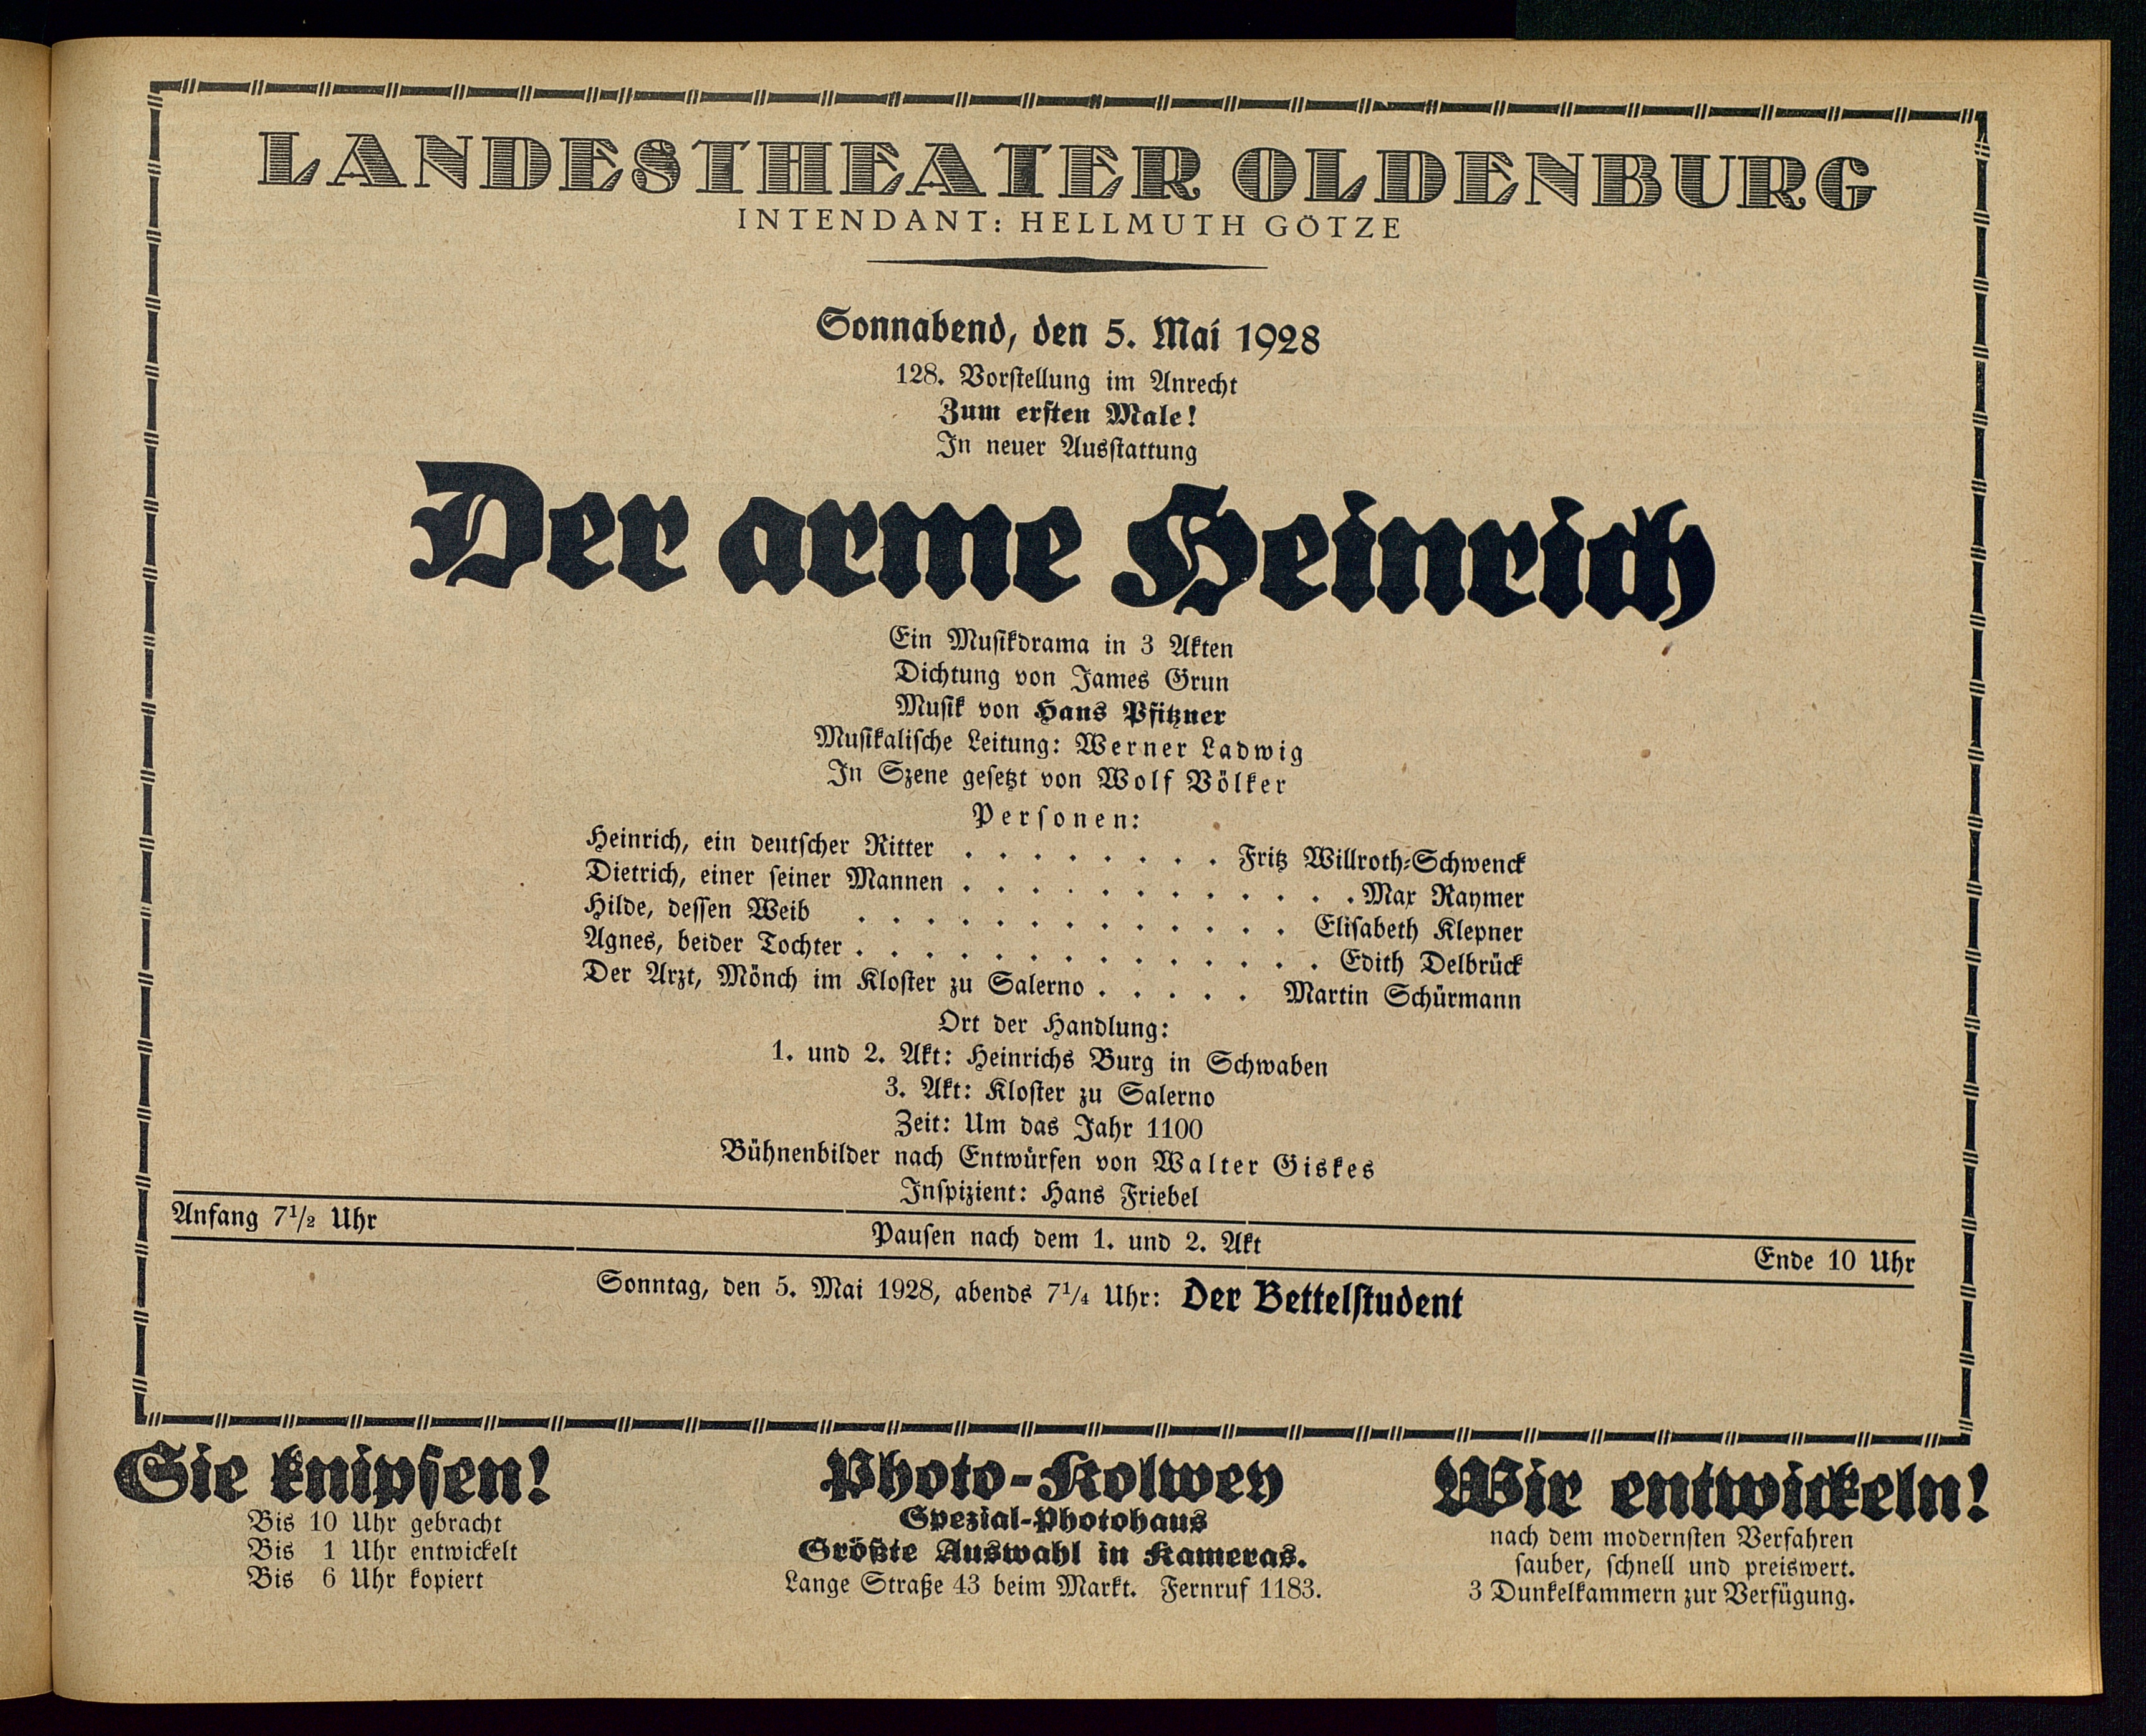 LANDESTHEATER OLDENBURG
INTENDANT: HELLMUTH GÖTZE
Sonnabend, den 5. Mai 1928
128. Vorstellung im Anrecht
Zum ersten Male!
In neuer Ausstattung
Der arme Heinrich
Ein Musikdrama in 3 Akten
Dichtung von James Grun
Musik von Hans Pfitzner
Musikalische Leitung: Werner Ladwig
In Szene gesetzt von Wolf Völker
Personen:
Heinrich, ein deutscher Ritter . . . . . . . . Fritz Willroth-Schwenck
Dietrich, einer seiner Mannen . . . . . . . . . . . . Max Raymer
Hilde, dessen Weib . . . . . . . . . . . . . Elisabeth Klepner
Agnes, beider Tochter . . . . . . . . . . . . . . Edith Delbrück
Der Arzt, Mönch im Kloster zu Salerno . . . . . Martin Schürmann
Ort der Handlung:
1. und 2. Akt: Heinrichs Burg in Schwaben
3. Akt: Kloster zu Salerno
Zeit: Um das Jahr 1100
Bühnenbilder nach Entwürfen von Walter Giskes
Inspizient: Hans Friebel
Anfang 7½ Uhr Pausen nach dem 1. und 2. Akt Ende 10 Uhr
Sonntag, den 5. Mai 1928, abends 7¼ Uhr: Der Bettelstudent
Sie knipsen!
Bis 10 Uhr gebracht
Bis 1 Uhr entwickelt
Bis 6 Uhr kopiert
Photo-Kolwey
Spezial-Photohaus
Größte Auswahl in Kameras.
Lange Straße 43 beim Markt. Fernruf 1183.
Wir entwickeln!
nach dem modernsten Verfahren
sauber, schnell und preiswert.
3 Dunkelkammern zur Verfügung.